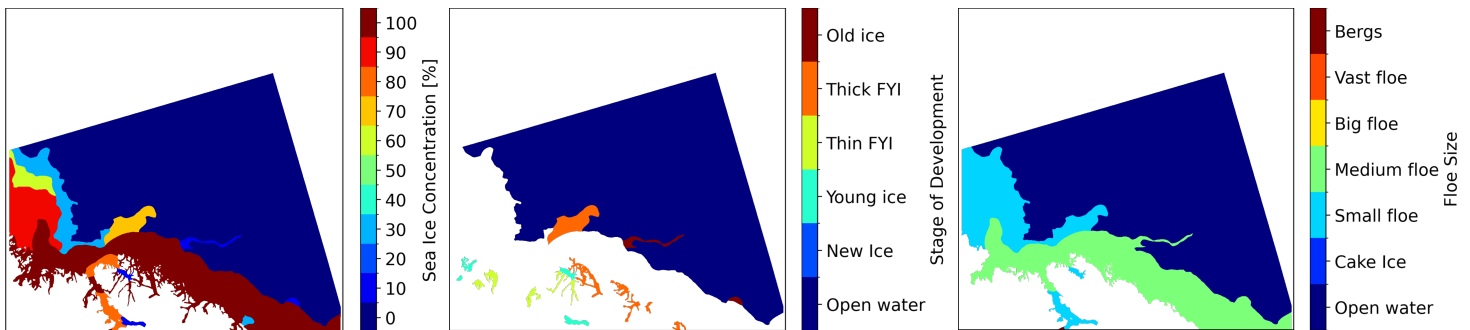 100
90
80
70
60
50
40
30
20
10
0
Sea Ice Concentration [%]
Old ice
Thick FYI
Thin FYI
Young ice
New Ice
Open water
Stage of Development
Bergs
Vast floe
Big floe
Medium floe
Small floe
Cake Ice
Open water
Floe Size